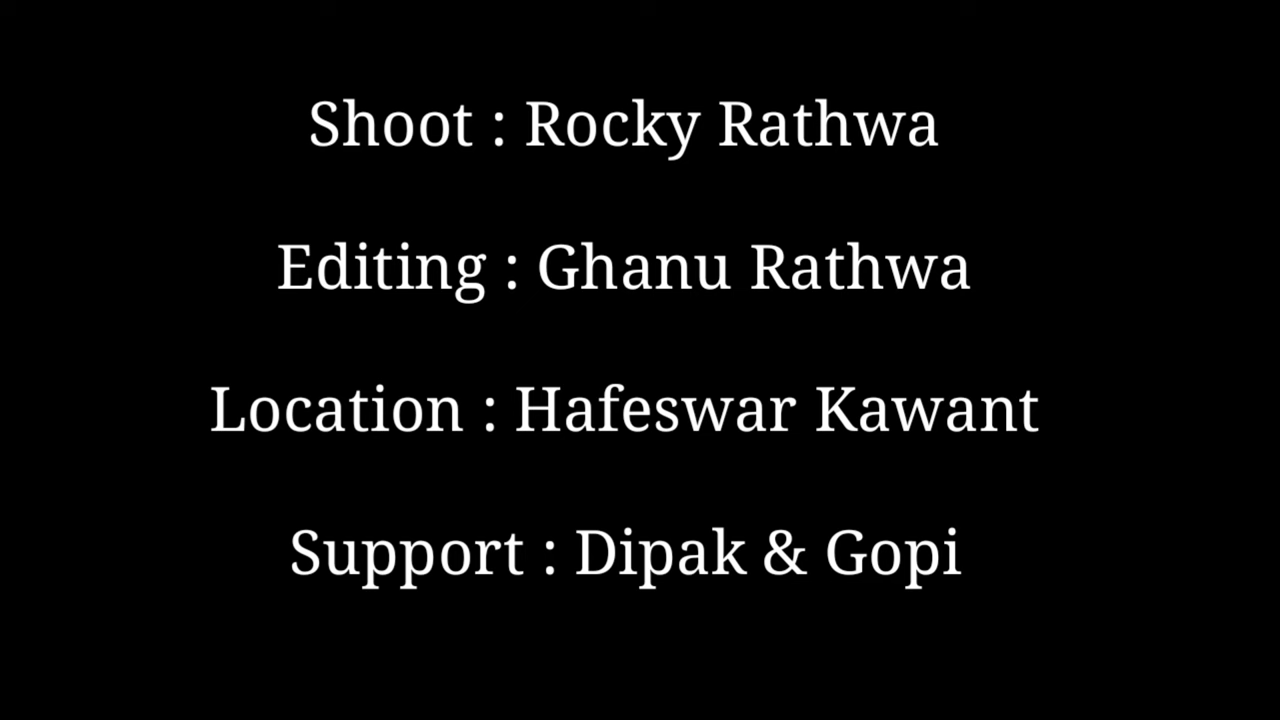 Shoot : Rocky Rathwa
Editing : Ghanu Rathwa
Location : Hafeswar Kawant
Support : Dipak & Gopi